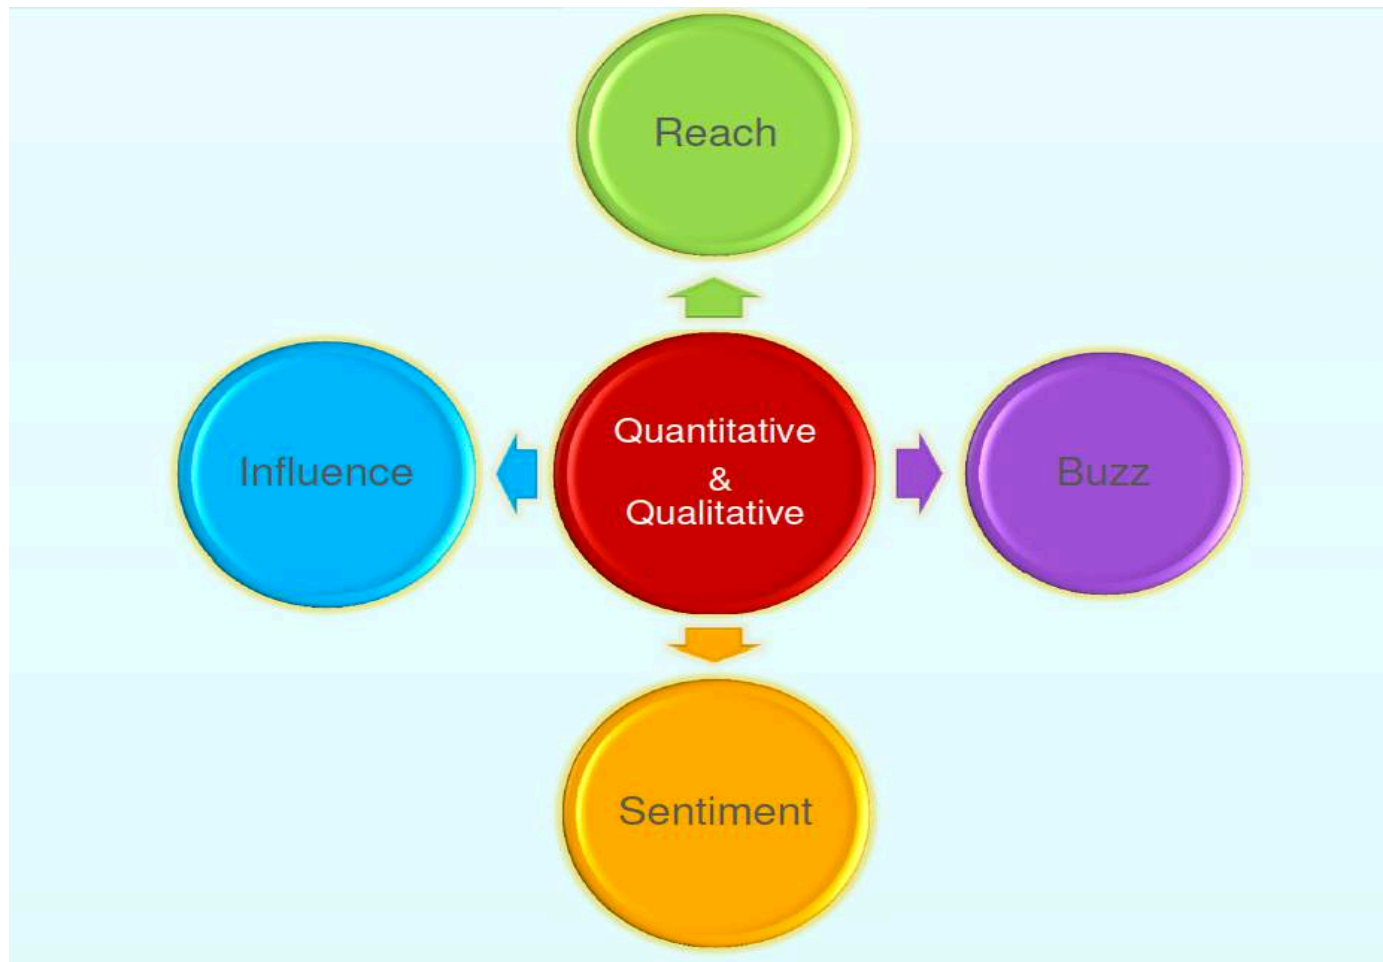 Reach
Influence
Quantitative
&
Qualitative
Buzz
Sentiment